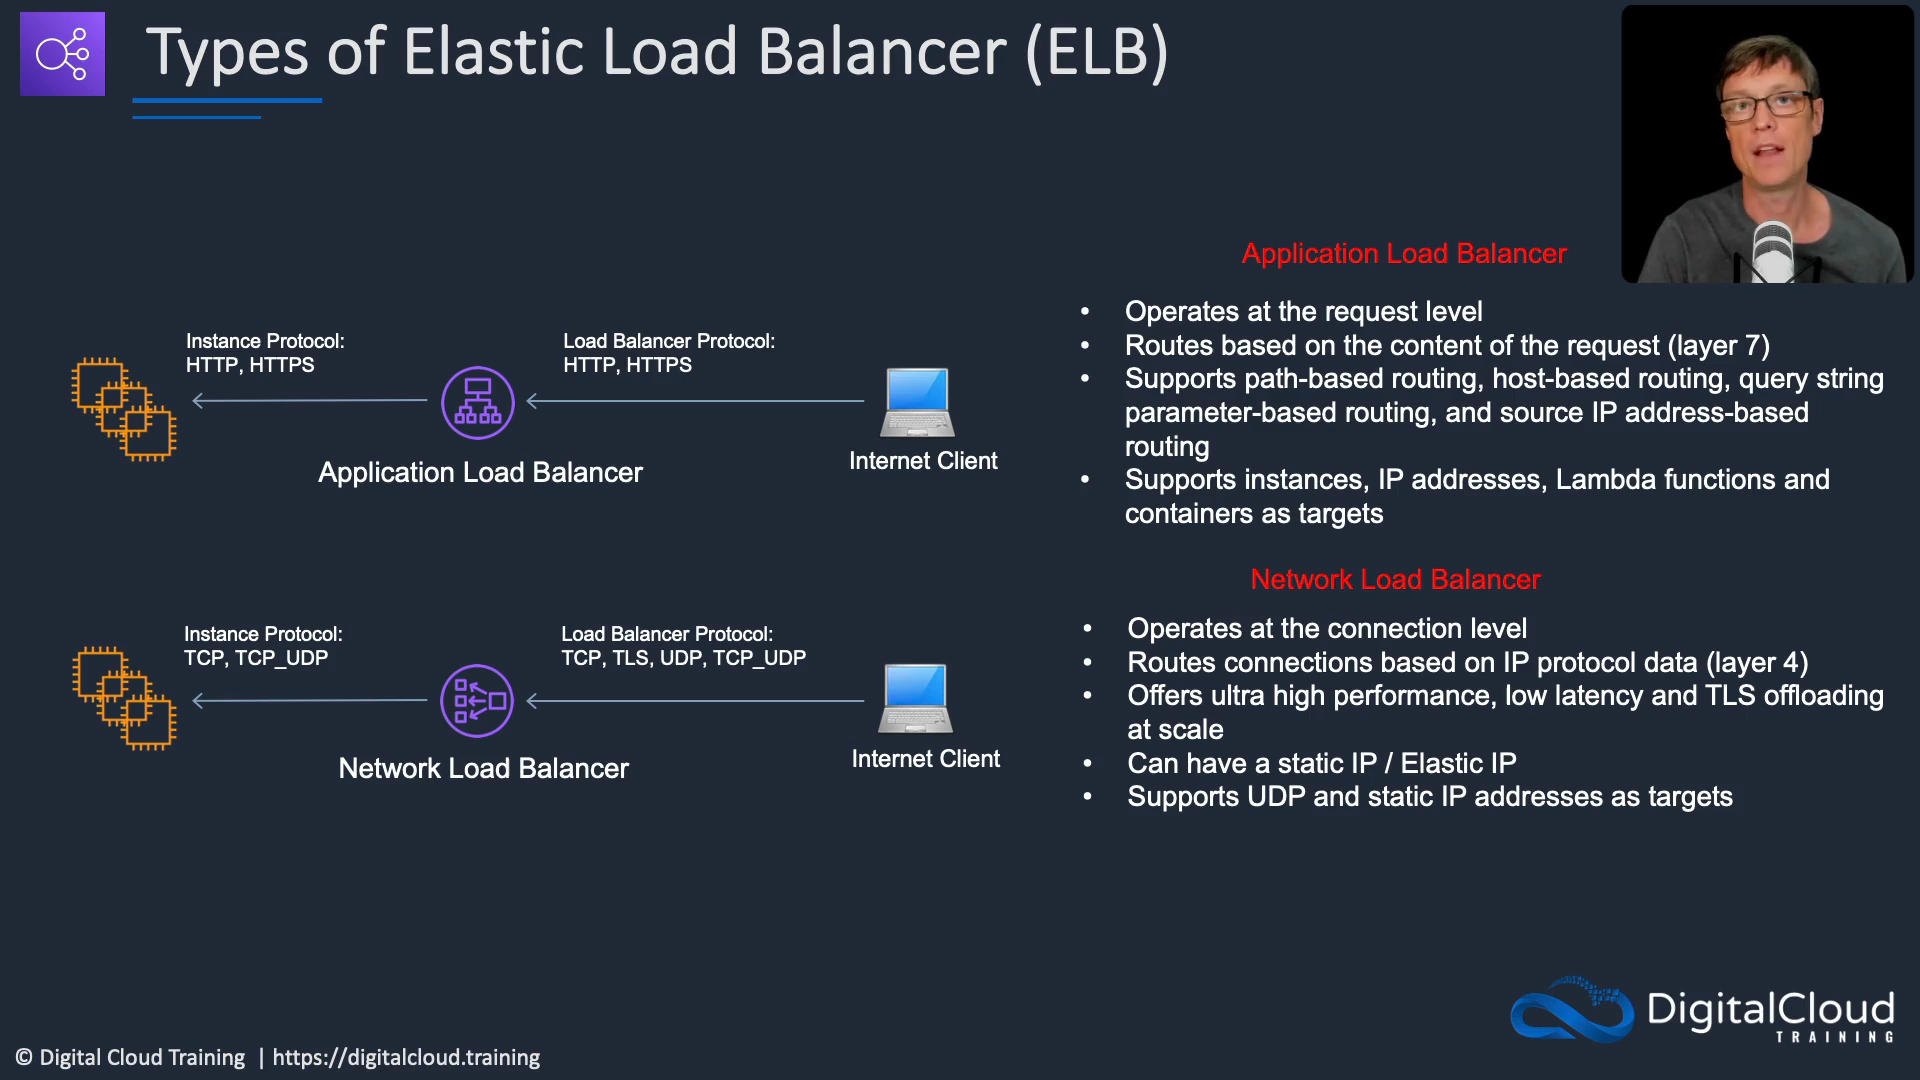 Types of Elastic Load Balancer (ELB)
Instance Protocol:
HTTP, HTTPS
Load Balancer Protocol:
HTTP, HTTPS
Application Load Balancer
Internet Client
Instance Protocol:
TCP, TCP_UDP
Load Balancer Protocol:
TCP, TLS, UDP, TCP_UDP
Network Load Balancer
Internet Client
Application Load Balancer
• Operates at the request level
• Routes based on the content of the request (layer 7)
• Supports path-based routing, host-based routing, query string
parameter-based routing, and source IP address-based
routing
• Supports instances, IP addresses, Lambda functions and
containers as targets
Network Load Balancer
• Operates at the connection level
• Routes connections based on IP protocol data (layer 4)
• Offers ultra high performance, low latency and TLS offloading
at scale
• Can have a static IP / Elastic IP
• Supports UDP and static IP addresses as targets
DigitalCloud
TRAINING
© Digital Cloud Training | https://digitalcloud.training